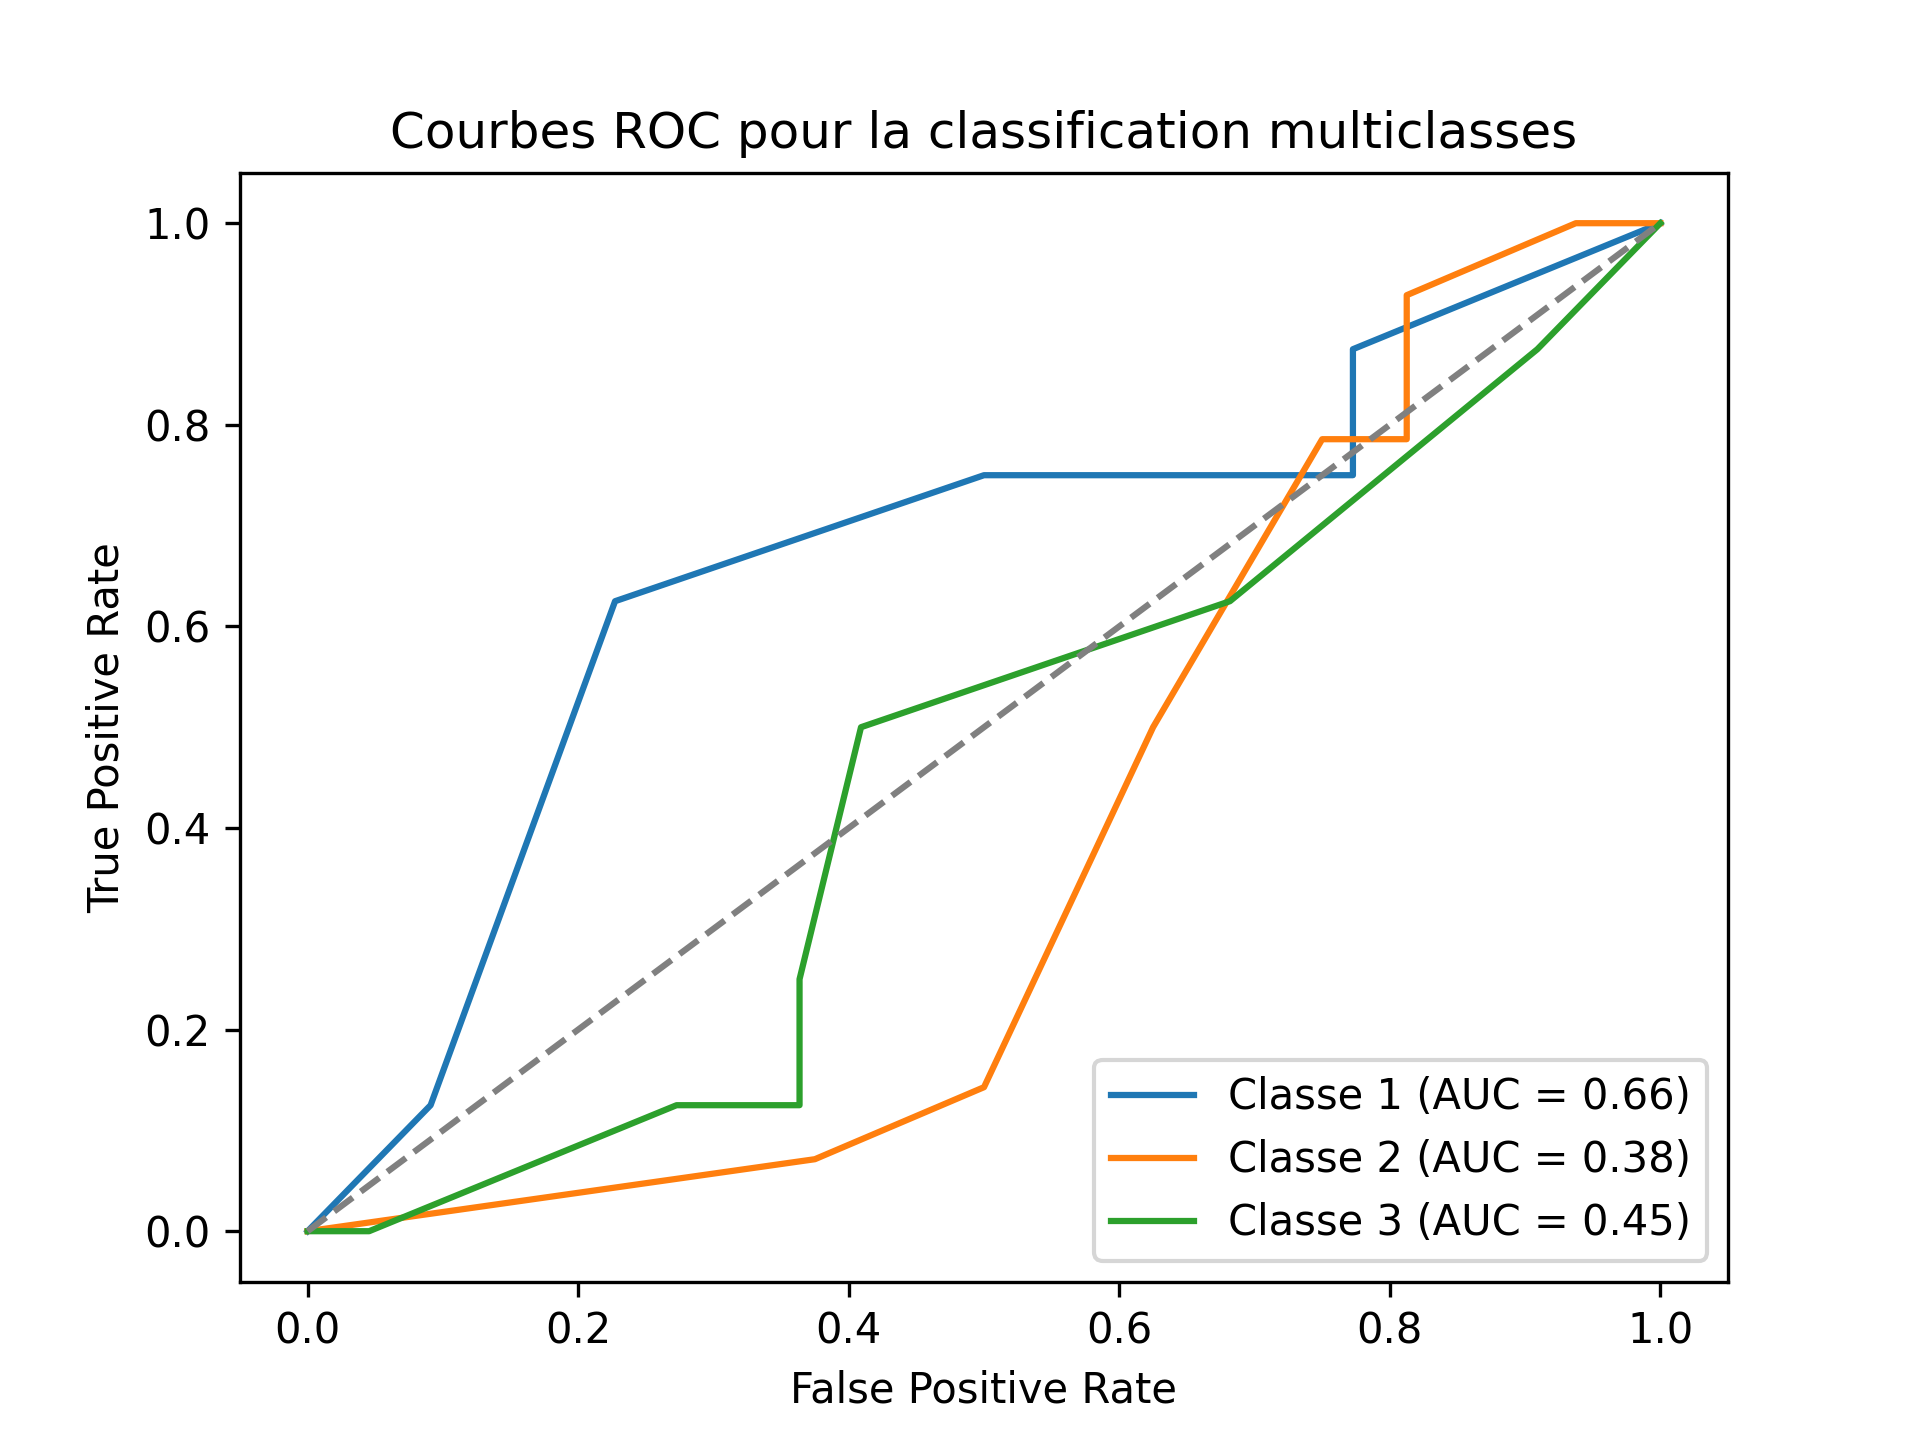 Courbes ROC pour la classification multiclasses
True Positive Rate
1.0
0.8
0.6
0.4
0.2
0.0
Classe 1 (AUC = 0.66)
Classe 2 (AUC = 0.38)
Classe 3 (AUC = 0.45)
0.0 0.2 0.4 0.6 0.8 1.0
False Positive Rate